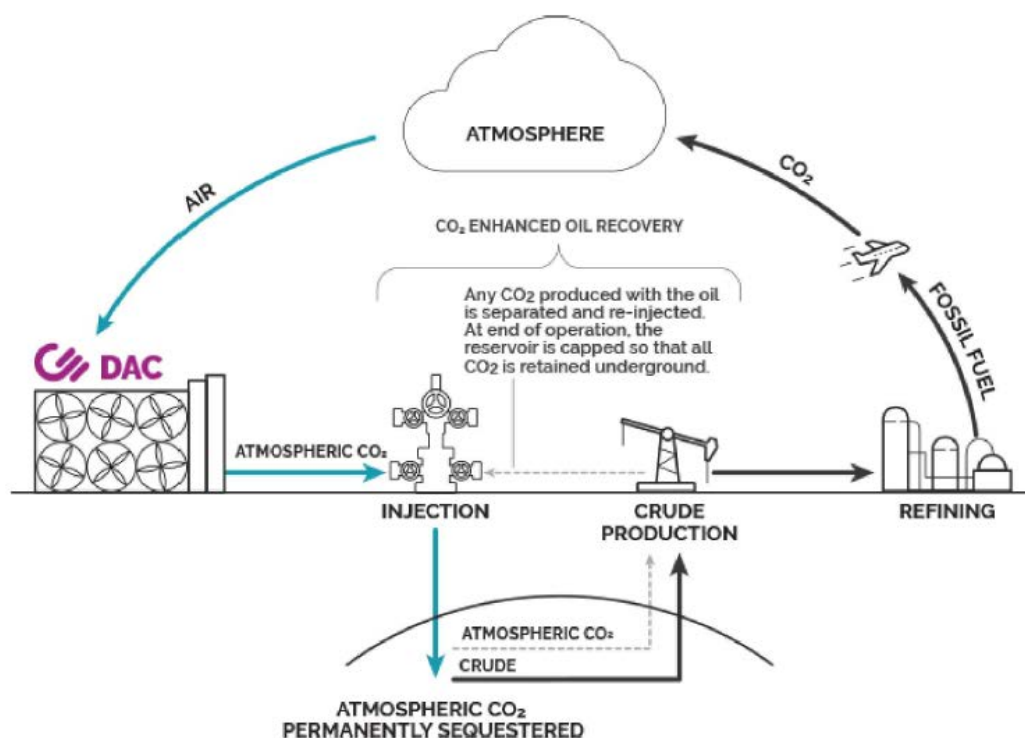 ATMOSPHERE
AIR
CO₂
CO₂ ENHANCED OIL RECOVERY
Any CO₂ produced with the oil
is separated and re-injected.
At end of operation, the
reservoir is capped so that all
CO₂ is retained underground.
FOSSIL FUEL
DAC
ATMOSPHERIC CO₂
INJECTION
CRUDE
PRODUCTION
REFINING
ATMOSPHERIC CO₂
CRUDE
ATMOSPHERIC CO₂
PERMANENTLY SEQUESTERED